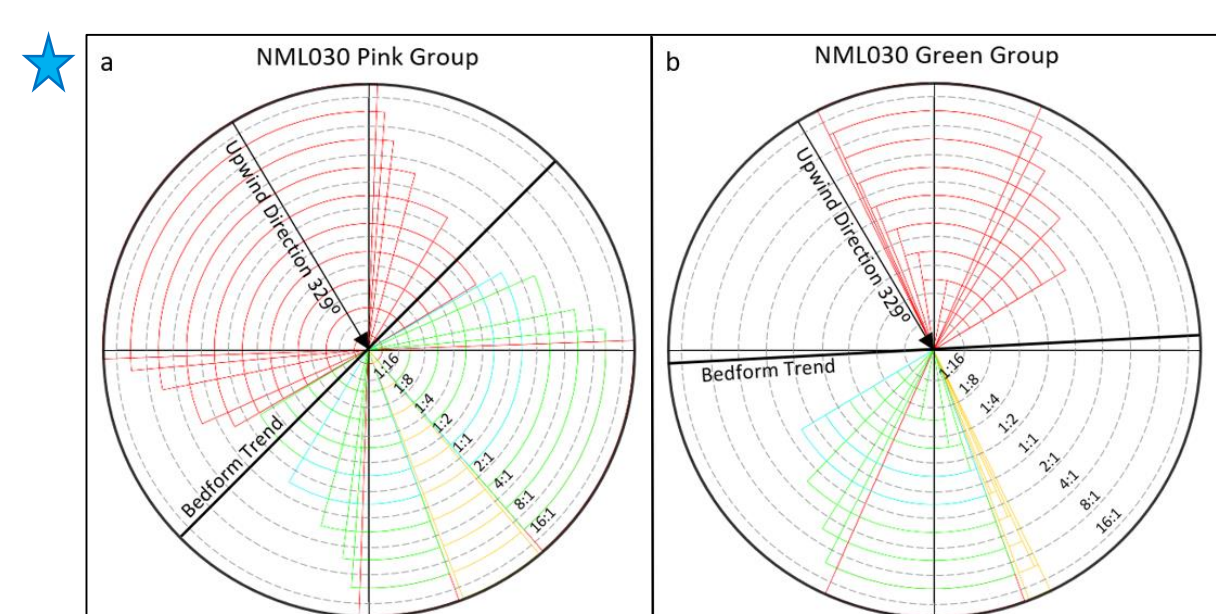 a
NML030 Pink Group
Upwind Direction 329º
Bedform Trend
1:16
1:8
1:4
1:2
1:1
2:1
4:1
8:1
16:1
b
NML030 Green Group
Upwind Direction 329º
Bedform Trend
1:16
1:8
1:4
1:2
1:1
2:1
4:1
8:1
16:1